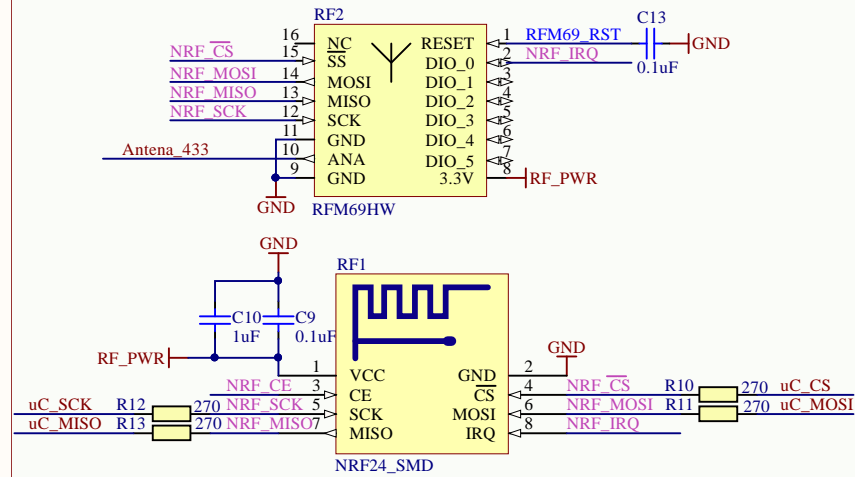 RF2
C13
16 NC RESET 1 RFM69_RST GND
NRF_CS 15 SS DIO_0 2 NRF_IRQ 0.1uF
NRF_MOSI 14 MOSI DIO_1 3
NRF_MISO 13 MISO DIO_2 4
NRF_SCK 12 SCK DIO_3 5
11 GND DIO_4 6
Antena_433 10 ANA DIO_5 7
9 GND 3.3V 8 RF_PWR
GND RFM69HW
GND
RF1
C10 C9
1uF 0.1uF
RF_PWR
GND
1 VCC GND 2
NRF_CE 3 CE CS 4 NRF_CS R10 270 uC_CS
uC_SCK R12 270 NRF_SCK 5 SCK MOSI 6 NRF_MOSI R11 270 uC_MOSI
uC_MISO R13 270 NRF_MISO 7 MISO IRQ 8 NRF_IRQ
NRF24_SMD